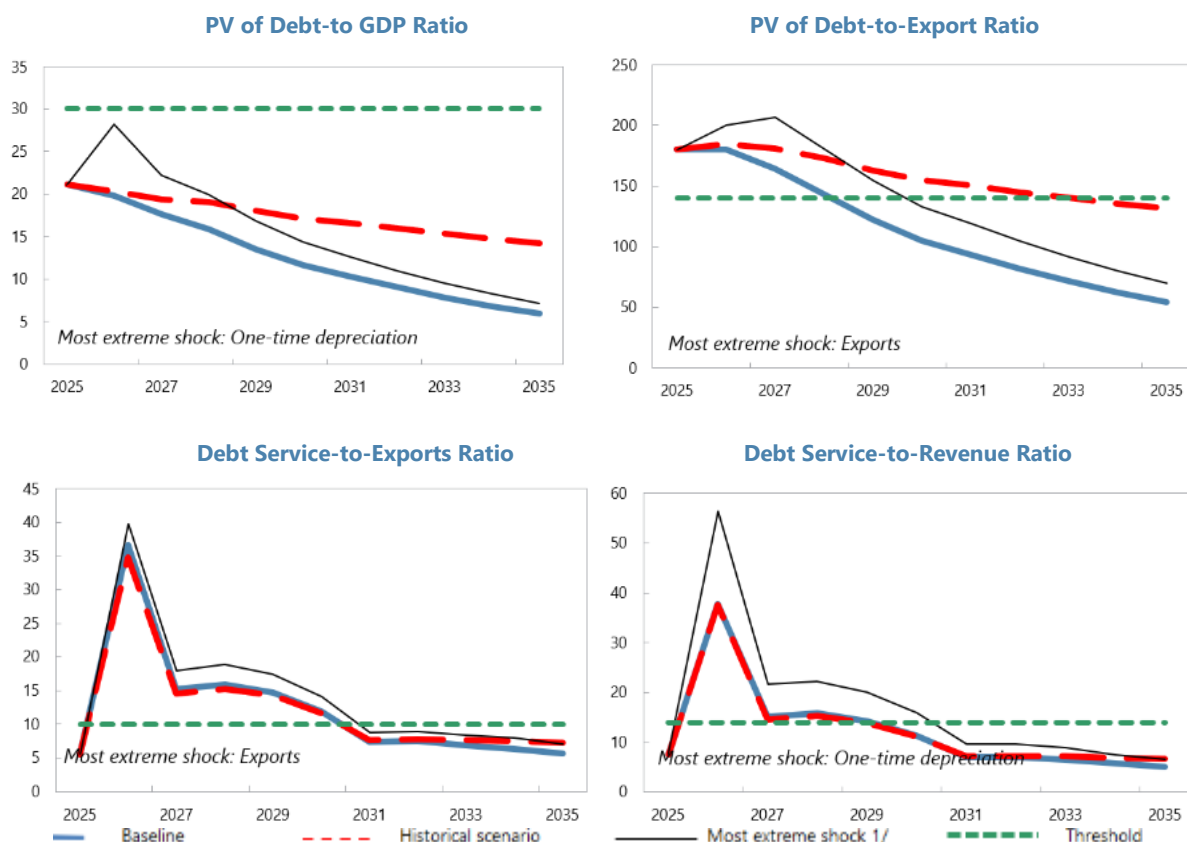 PV of Debt-to GDP Ratio
35
30
25
20
15
10
5
0
Most extreme shock: One-time depreciation
2025 2027 2029 2031 2033 2035
PV of Debt-to-Export Ratio
250
200
150
100
50
0
Most extreme shock: Exports
2025 2027 2029 2031 2033 2035
Debt Service-to-Exports Ratio
45
40
35
30
25
20
15
10
5
0
Most extreme shock: Exports
2025 2027 2029 2031 2033 2035
Debt Service-to-Revenue Ratio
60
50
40
30
20
10
0
Most extreme shock: One-time depreciation
2025 2027 2029 2031 2033 2035
Baseline Historical scenario Most extreme shock 1/ Threshold